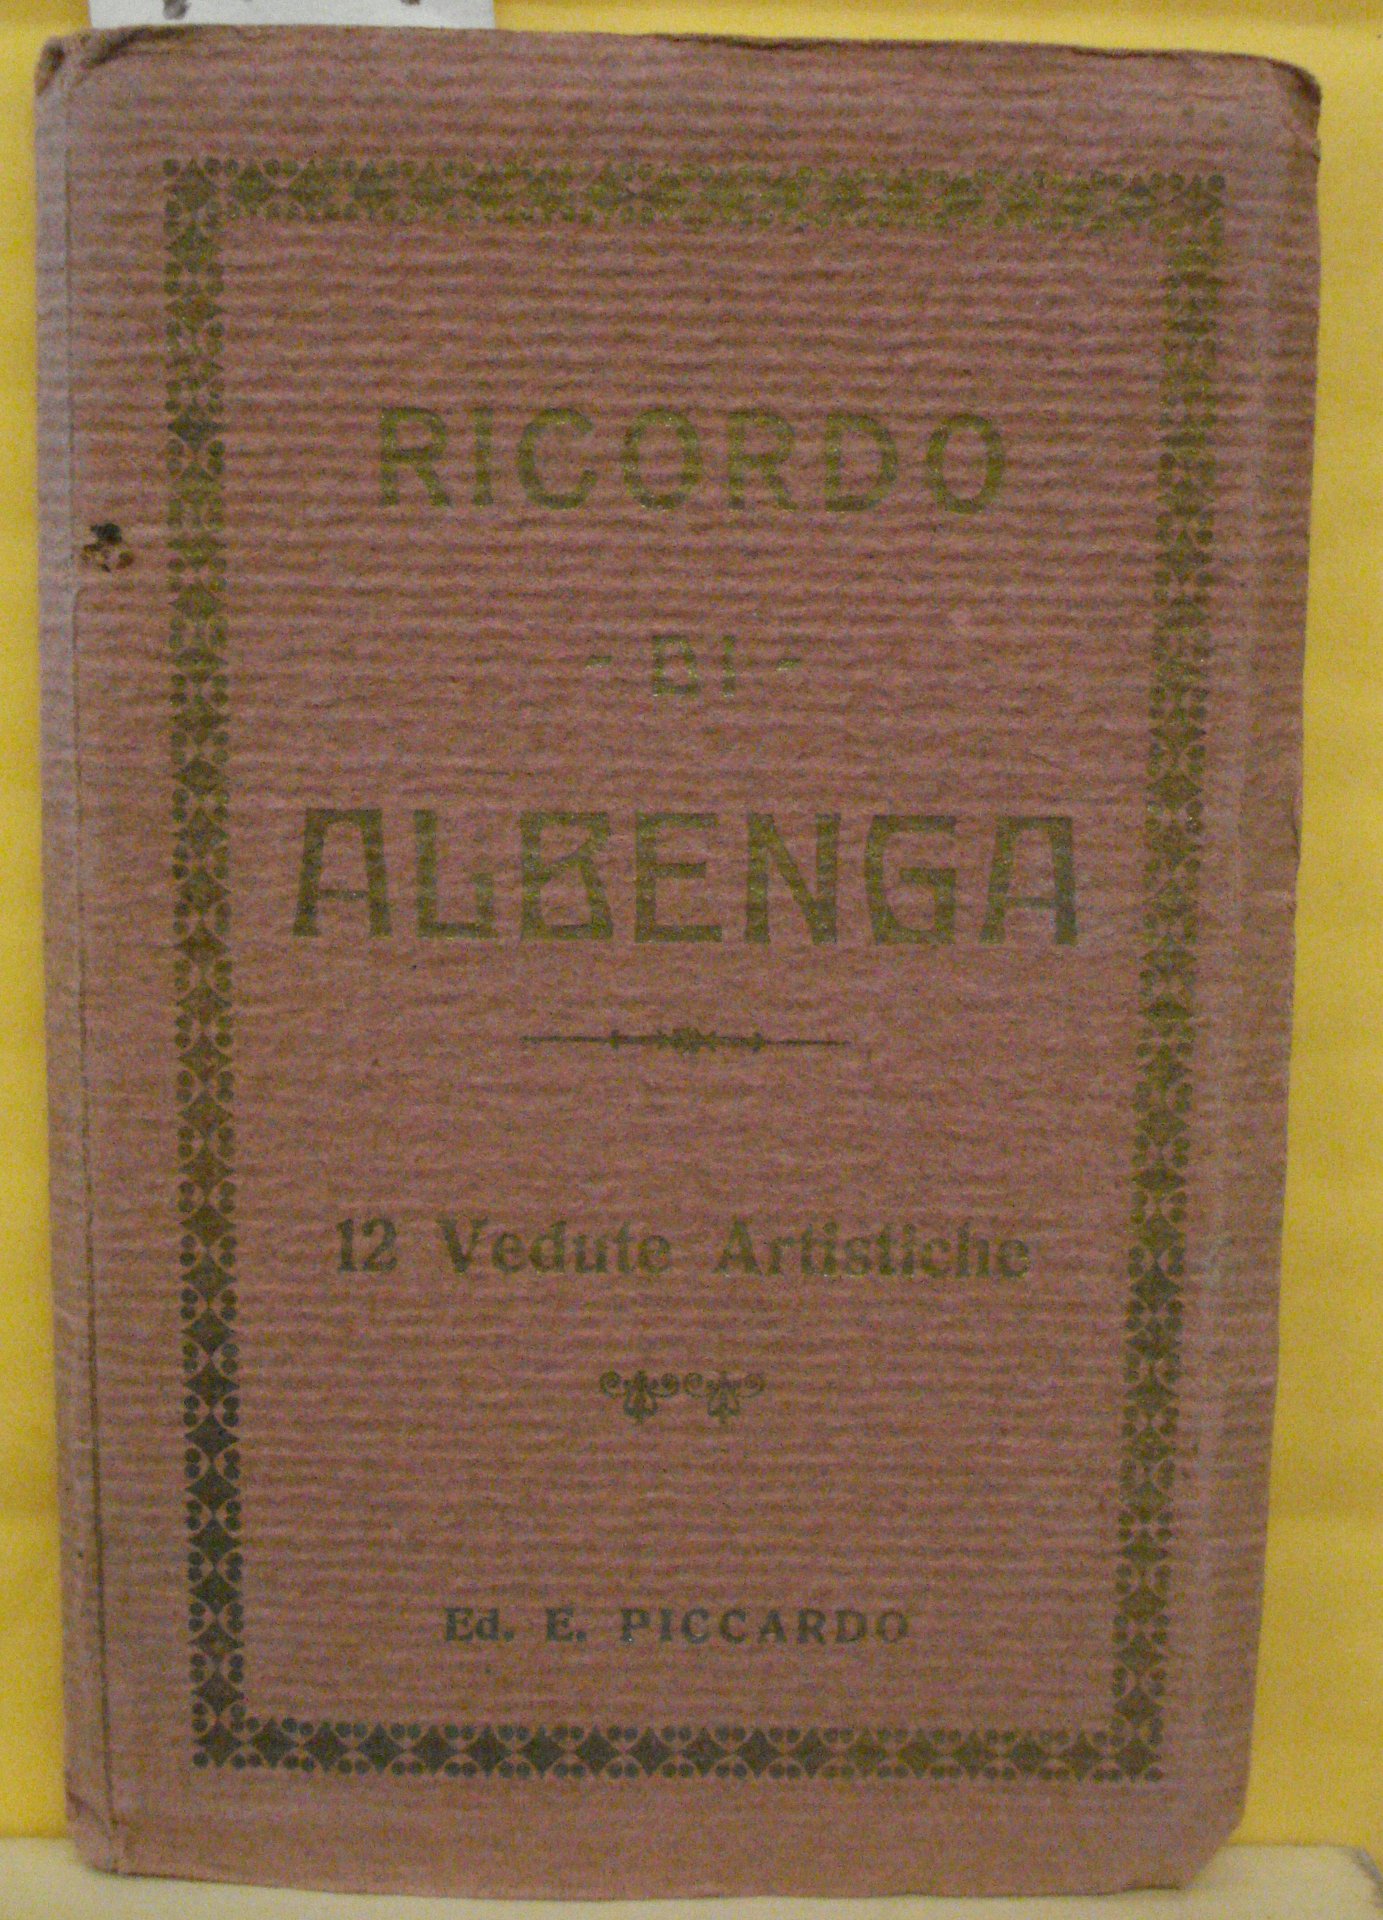 RICORDO
- DI -
ALBENGA
12 Vedute Artistiche
Ed. E. PICCARDO